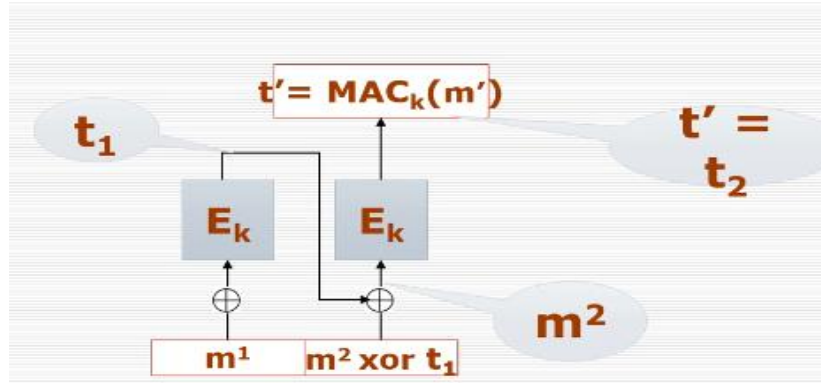 t′= MACₖ(m′)
t₁
t′ =
t₂
Eₖ
Eₖ
m²
m¹
m² xor t₁